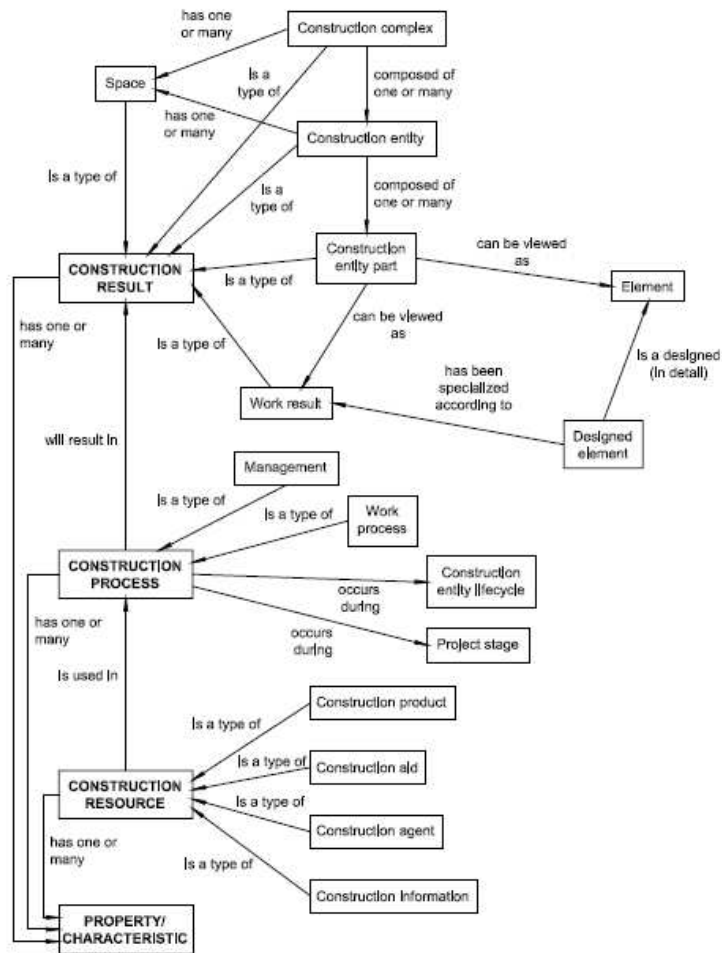 has one
or many
Construction complex
Space
Is a
type of
composed of
one or many
has one
or many
Construction entity
Is a type of
Is a
type of
composed of
one or many
CONSTRUCTION
RESULT
Is a type of
Construction
entity part
can be viewed
as
Element
has one or
many
Is a type of
can be viewed
as
Is a designed
(in detail)
Work result
has been
specialized
according to
Designed
element
will result in
Management
Is a type of
Is a type of
Work
process
CONSTRUCTION
PROCESS
occurs
during
Construction
entity lifecycle
has one or
many
occurs
during
Project stage
Is used in
Is a type of
Construction product
CONSTRUCTION
RESOURCE
Is a type of
Construction aid
Is a type of
Construction agent
has one or
many
Is a type of
Construction information
PROPERTY/
CHARACTERISTIC